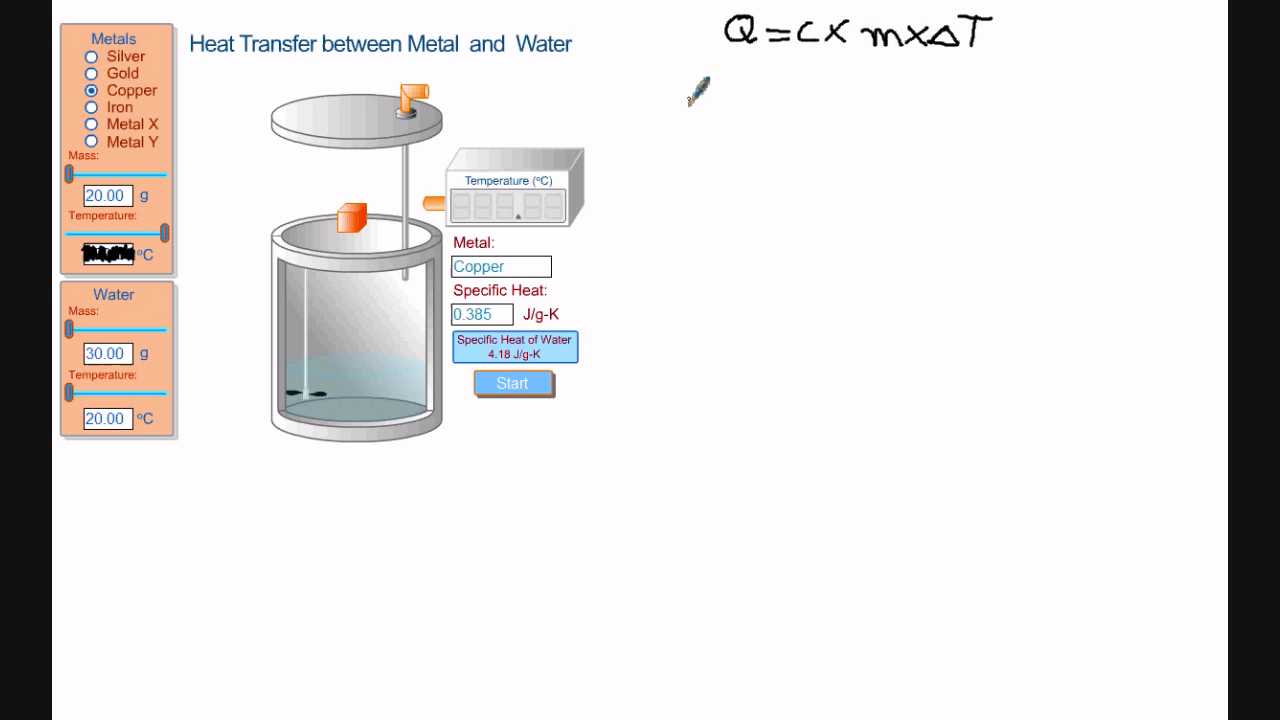 Q = C x m x ΔT
Heat Transfer between Metal and Water
Metals
Silver
Gold
Copper
Iron
Metal X
Metal Y
Mass:
20.00 g
Temperature:
°C
Water
Mass:
30.00 g
Temperature:
20.00 °C
Temperature (°C)
Metal:
Copper
Specific Heat:
0.385 J/g-K
Specific Heat of Water
4.18 J/g-K
Start